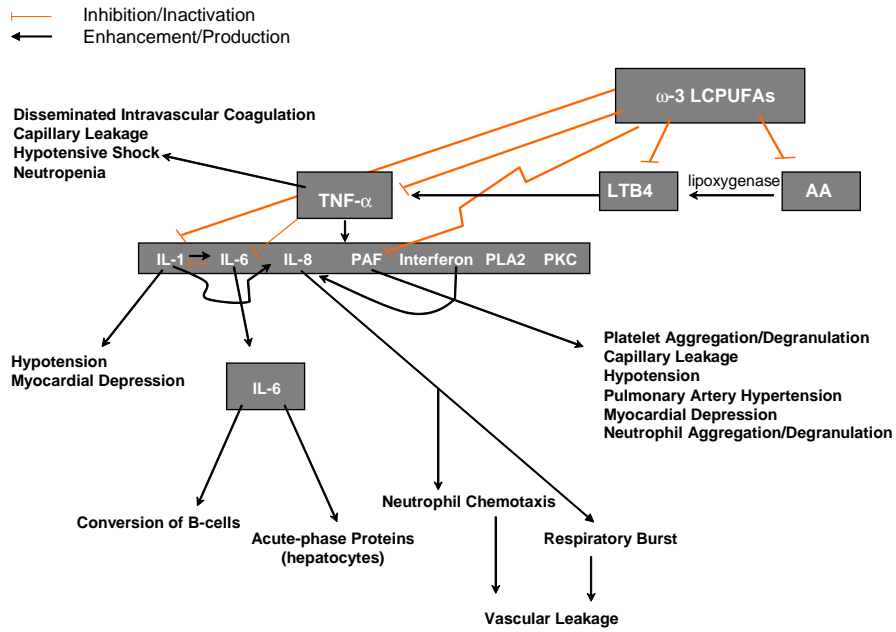 Inhibition/Inactivation
Enhancement/Production
ω-3 LCPUFAs
Disseminated Intravascular Coagulation
Capillary Leakage
Hypotensive Shock
Neutropenia
TNF-α
LTB4
lipoxygenase
AA
IL-1 IL-6 IL-8 PAF Interferon PLA2 PKC
Hypotension
Myocardial Depression
IL-6
Platelet Aggregation/Degranulation
Capillary Leakage
Hypotension
Pulmonary Artery Hypertension
Myocardial Depression
Neutrophil Aggregation/Degranulation
Conversion of B-cells
Acute-phase Proteins
(hepatocytes)
Neutrophil Chemotaxis
Respiratory Burst
Vascular Leakage